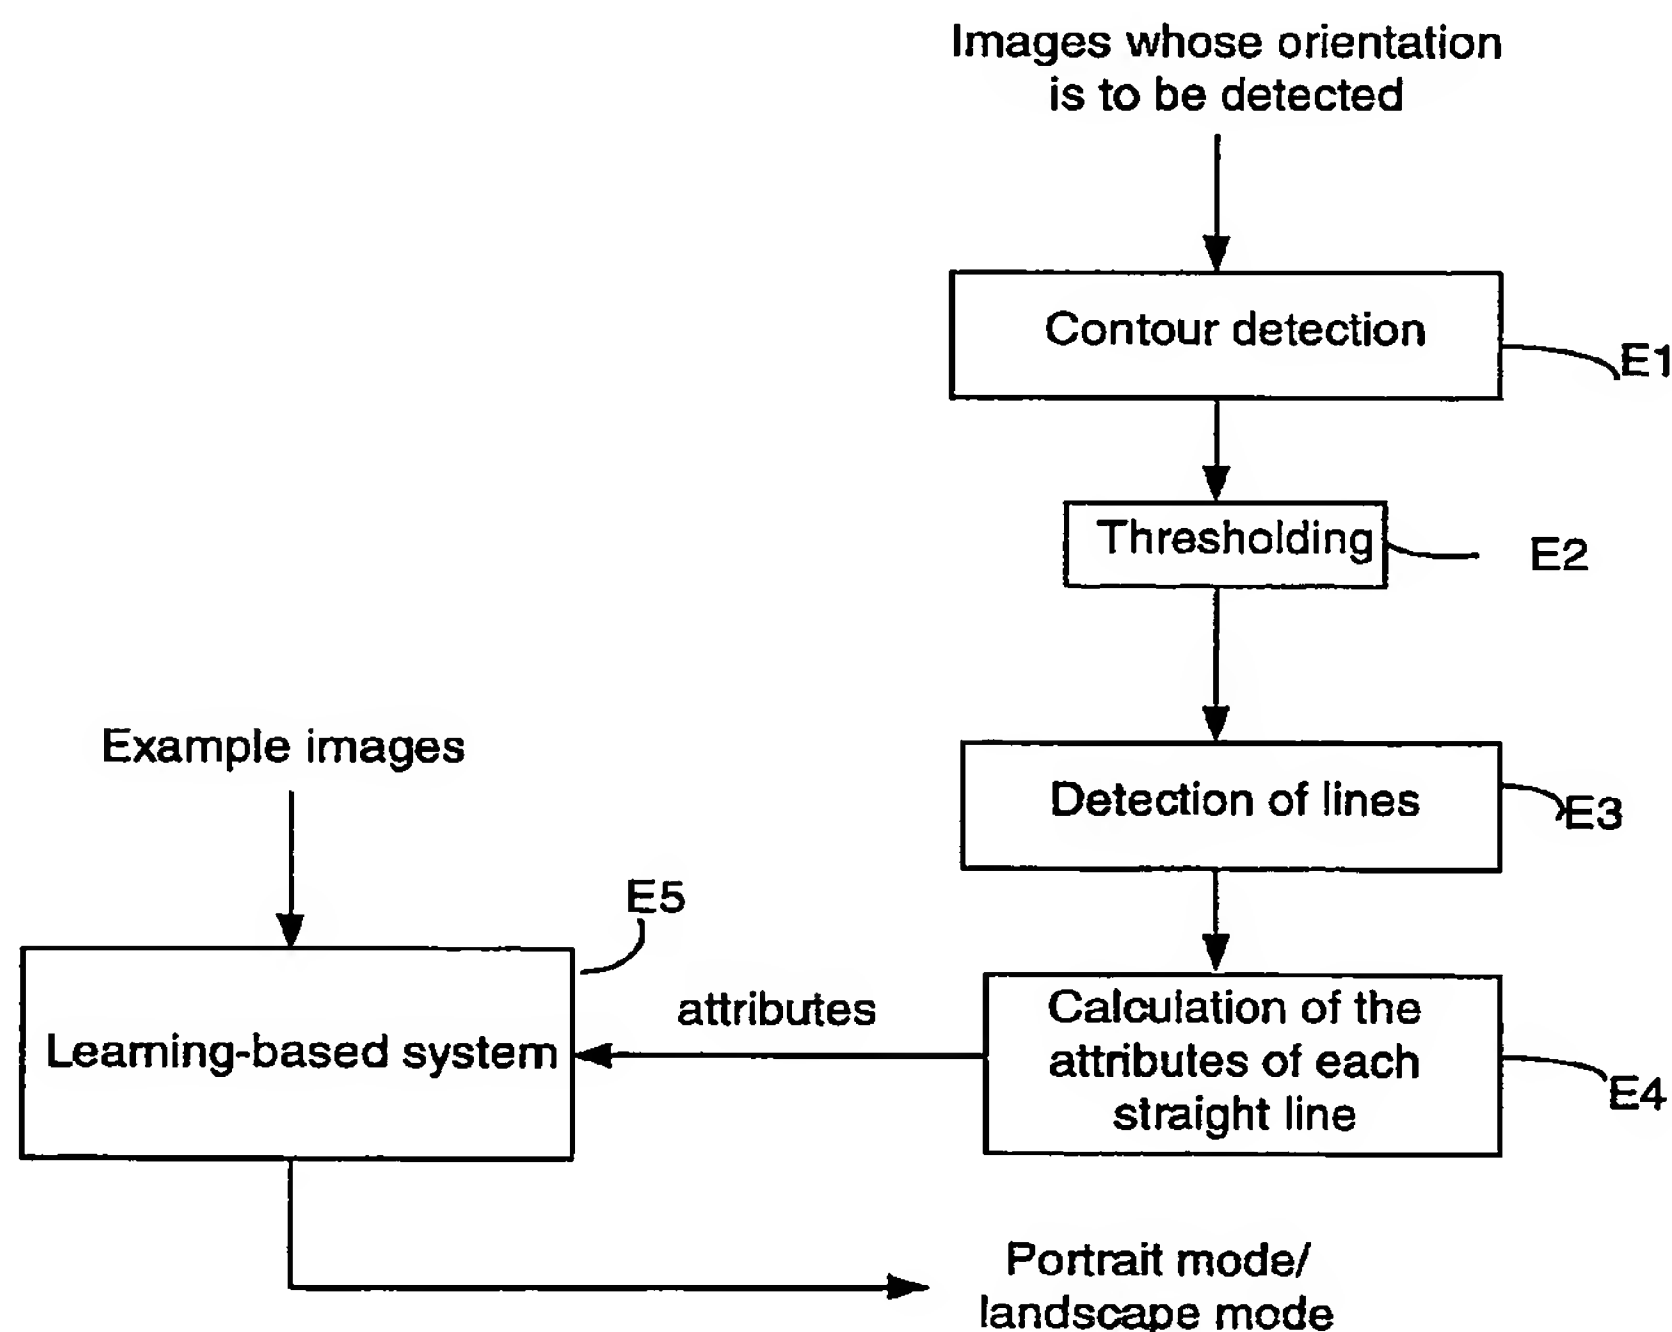 Images whose orientation
is to be detected
Contour detection
E1
Thresholding
E2
Example images
Detection of lines
E3
E5
Learning-based system
attributes
Calculation of the
attributes of each
straight line
E4
Portrait mode/
landscape mode